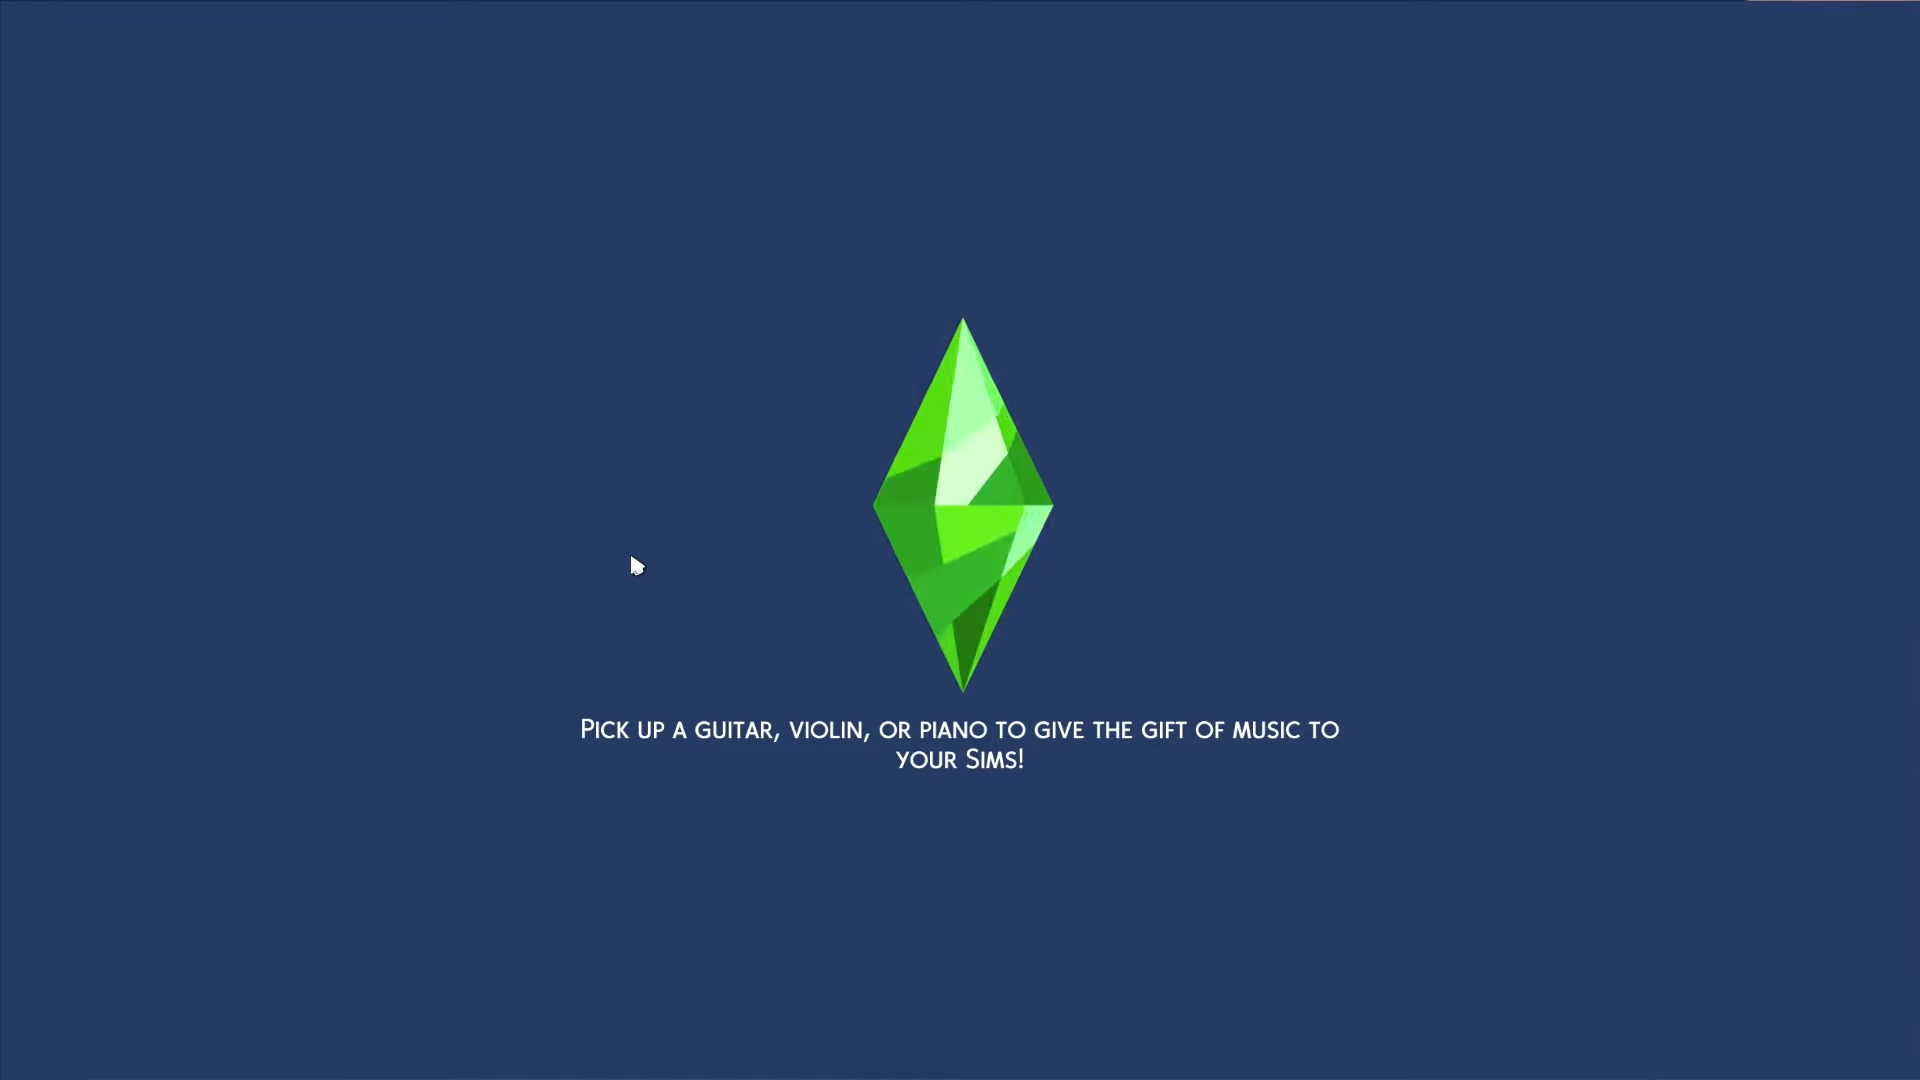 Pick up a guitar, violin, or piano to give the gift of music to
your Sims!